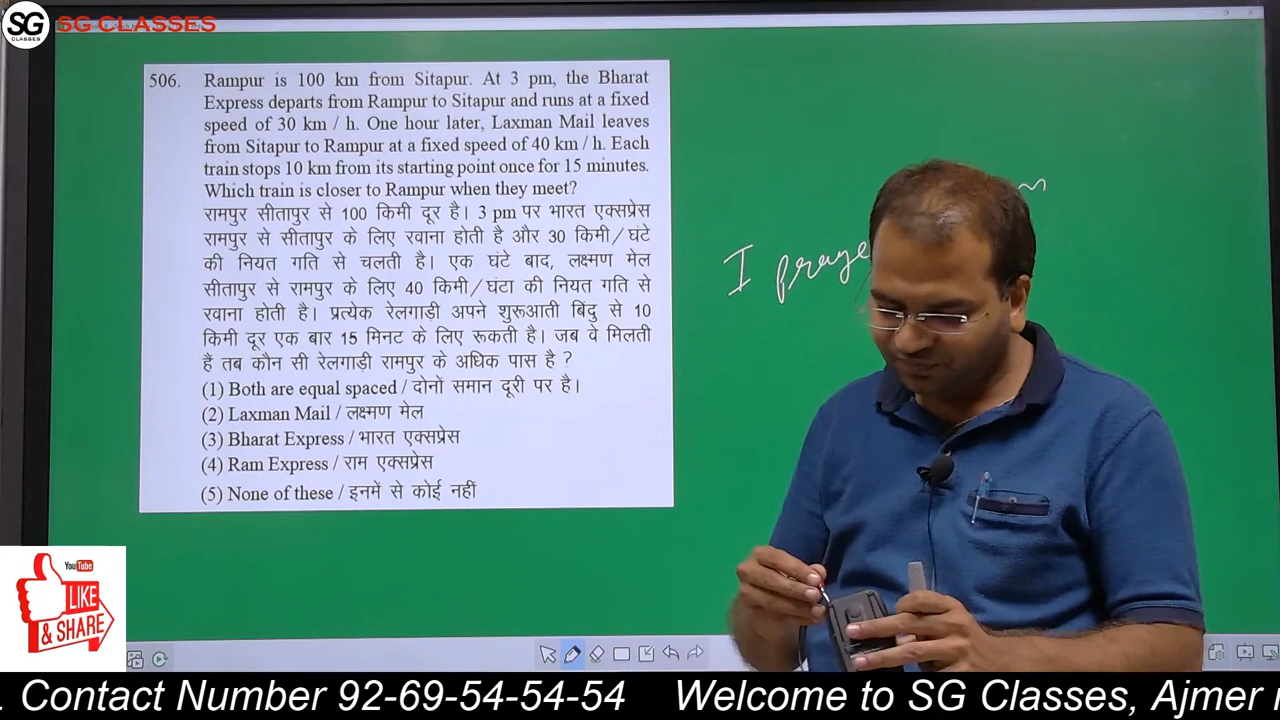 SG
CLASSES
SG CLASSES
506. Rampur is 100 km from Sitapur. At 3 pm, the Bharat
Express departs from Rampur to Sitapur and runs at a fixed
speed of 30 km / h. One hour later, Laxman Mail leaves
from Sitapur to Rampur at a fixed speed of 40 km / h. Each
train stops 10 km from its starting point once for 15 minutes.
Which train is closer to Rampur when they meet?
रामपुर सीतापुर से 100 किमी दूर है। 3 pm पर भारत एक्सप्रेस
रामपुर से सीतापुर के लिए रवाना होती है और 30 किमी/घंटे
की नियत गति से चलती है। एक घंटे बाद, लक्ष्मण मेल
सीतापुर से रामपुर के लिए 40 किमी/घंटा की नियत गति से
रवाना होती है। प्रत्येक रेलगाड़ी अपने शुरूआती बिंदु से 10
किमी दूर एक बार 15 मिनट के लिए रूकती है। जब वे मिलती
हैं तब कौन सी रेलगाड़ी रामपुर के अधिक पास है ?
(1) Both are equal spaced / दोनों समान दूरी पर है।
(2) Laxman Mail / लक्ष्मण मेल
(3) Bharat Express / भारत एक्सप्रेस
(4) Ram Express / राम एक्सप्रेस
(5) None of these / इनमें से कोई नहीं
I
YouTube
LIKE
& SHARE
Contact Number 92-69-54-54-54 Welcome to SG Classes, Ajmer